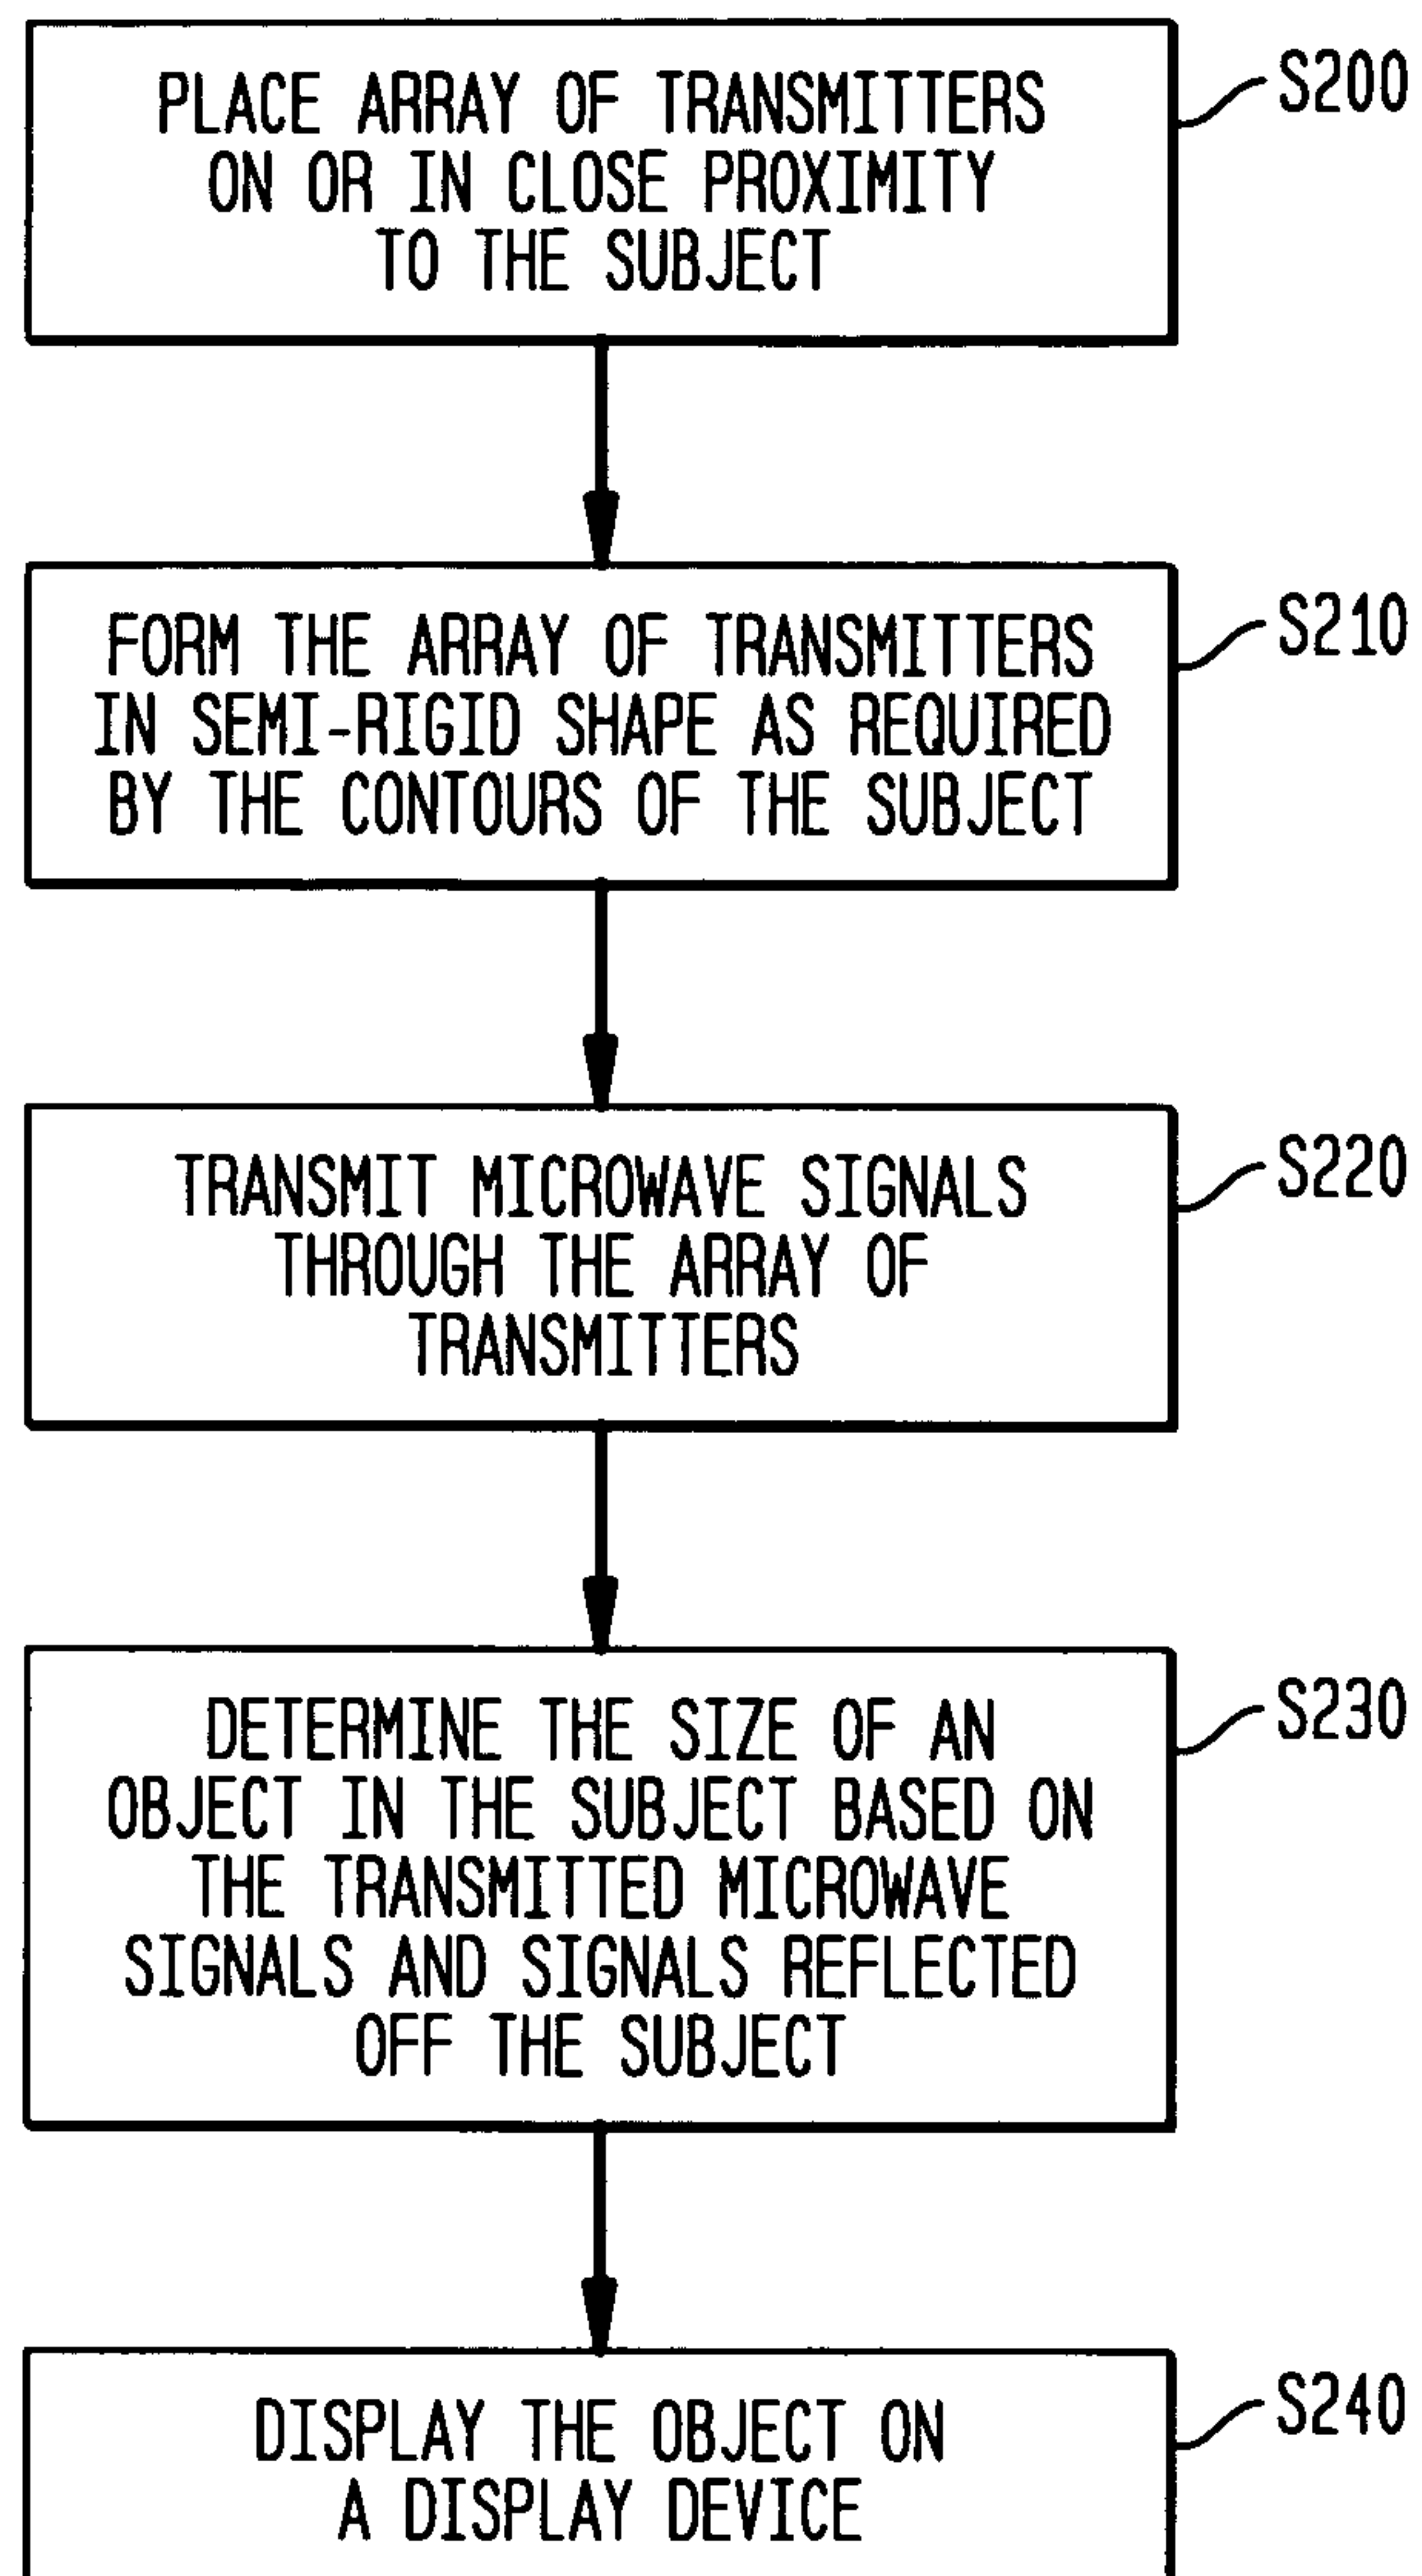 PLACE ARRAY OF TRANSMITTERS
ON OR IN CLOSE PROXIMITY
TO THE SUBJECT
S200
FORM THE ARRAY OF TRANSMITTERS
IN SEMI-RIGID SHAPE AS REQUIRED
BY THE CONTOURS OF THE SUBJECT
S210
TRANSMIT MICROWAVE SIGNALS
THROUGH THE ARRAY OF
TRANSMITTERS
S220
DETERMINE THE SIZE OF AN
OBJECT IN THE SUBJECT BASED ON
THE TRANSMITTED MICROWAVE
SIGNALS AND SIGNALS REFLECTED
OFF THE SUBJECT
S230
DISPLAY THE OBJECT ON
A DISPLAY DEVICE
S240